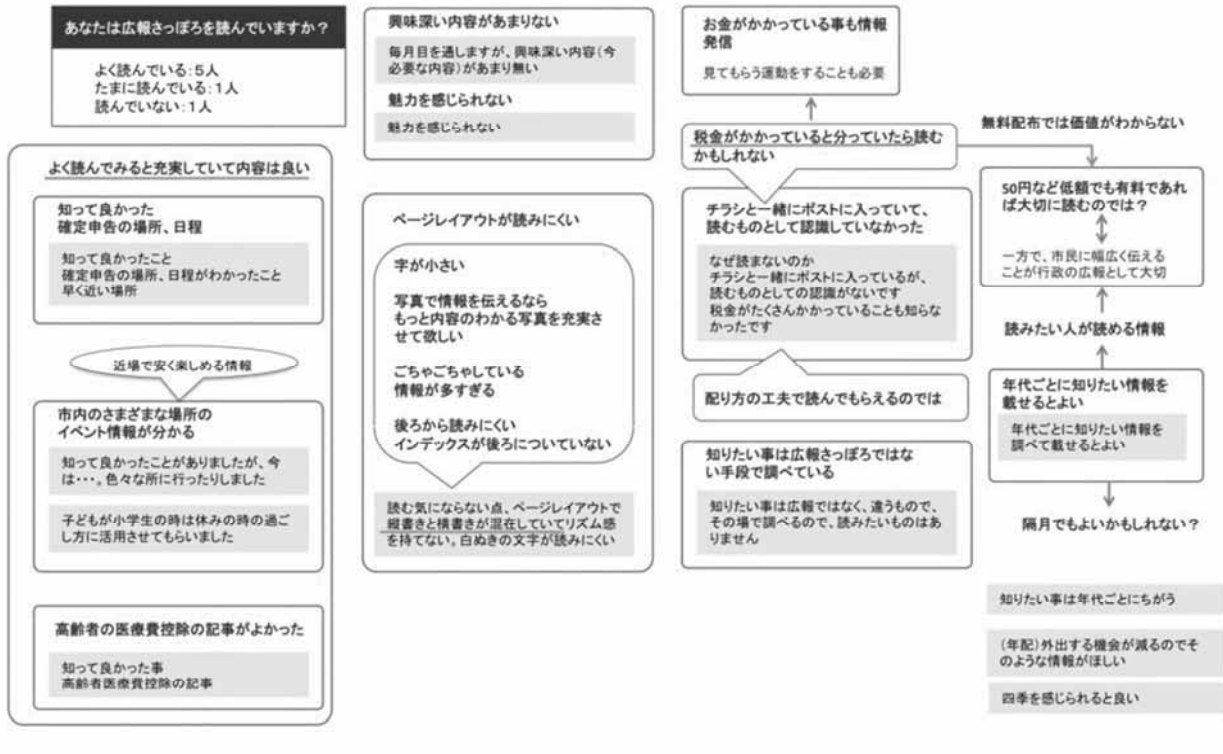 あなたは広報さっぽろを読んでいますか？
よく読んでいる：５人
たまに読んでいる：１人
読んでいない：１人
よく読んでみると充実していて内容は良い
知って良かった
確定申告の場所、日程
知って良かったこと
確定申告の場所、日程がわかったこと
早く近い場所
近場で安く楽しめる情報
市内のさまざまな場所の
イベント情報が分かる
知って良かったことがありましたが、今
は・・・。色々な所に行ったりしました
子どもが小学生の時は休みの時の過ご
し方に活用させてもらいました
高齢者の医療費控除の記事がよかった
知って良かった事
高齢者医療費控除の記事
興味深い内容があまりない
毎月目を通しますが、興味深い内容（今
必要な内容）があまり無い
魅力を感じられない
魅力を感じられない
ページレイアウトが読みにくい
字が小さい
写真で情報を伝えるなら
もっと内容のわかる写真を充実さ
せて欲しい
ごちゃごちゃしている
情報が多すぎる
後ろから読みにくい
インデックスが後ろについていない
読む気にならない点、ページレイアウトで
縦書きと横書きが混在していてリズム感
を持てない。白ぬきの文字が読みにくい
お金がかかっている事も情報
発信
見てもらう運動をすることも必要
税金がかかっていると分っていたら読む
かもしれない
チラシと一緒にポストに入っていて、
読むものとして認識していなかった
なぜ読まないのか
チラシと一緒にポストに入っているが、
読むものとしての認識がないです
税金がたくさんかかっていることも知らな
かったです
配り方の工夫で読んでもらえるのでは
知りたい事は広報さっぽろではな
い手段で調べている
知りたい事は広報ではなく、違うもので、
その場で調べるので、読みたいものはあ
りません
無料配布では価値がわからない
50円など低額でも有料であれ
ば大切に読むのでは？
一方で、市民に幅広く伝える
ことが行政の広報として大切
読みたい人が読める情報
年代ごとに知りたい情報を
載せるとよい
年代ごとに知りたい情報を
調べて載せるとよい
隔月でもよいかもしれない？
知りたい事は年代ごとにちがう
（年配）外出する機会が減るのでそ
のような情報がほしい
四季を感じられると良い